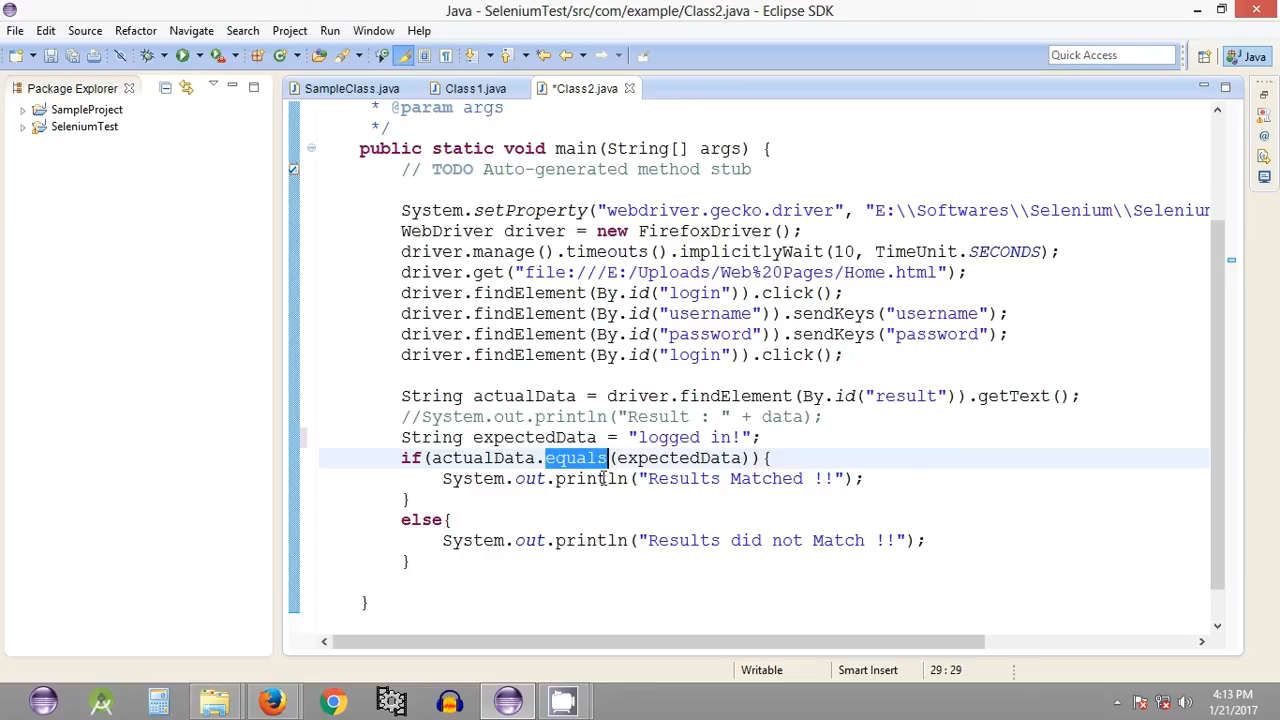 Java - SeleniumTest/src/com/example/Class2.java - Eclipse SDK
File Edit Source Refactor Navigate Search Project Run Window Help
Quick Access
Java
Package Explorer
SampleClass.java
Class1.java
*Class2.java
SampleProject
SeleniumTest
* @param args
*/
public static void main(String[] args) {
// TODO Auto-generated method stub
System.setProperty("webdriver.gecko.driver", "E:\\Softwares\\Selenium\\Selenium
WebDriver driver = new FirefoxDriver();
driver.manage().timeouts().implicitlyWait(10, TimeUnit.SECONDS);
driver.get("file:///E:/Uploads/Web%20Pages/Home.html");
driver.findElement(By.id("login")).click();
driver.findElement(By.id("username")).sendKeys("username");
driver.findElement(By.id("password")).sendKeys("password");
driver.findElement(By.id("login")).click();
String actualData = driver.findElement(By.id("result")).getText();
//System.out.println("Result : " + data);
String expectedData = "logged in!";
if(actualData.equals(expectedData)){
System.out.println("Results Matched !!");
}
else{
System.out.println("Results did not Match !!");
}
}
Writable
Smart Insert
29 : 29
4:13 PM
1/21/2017